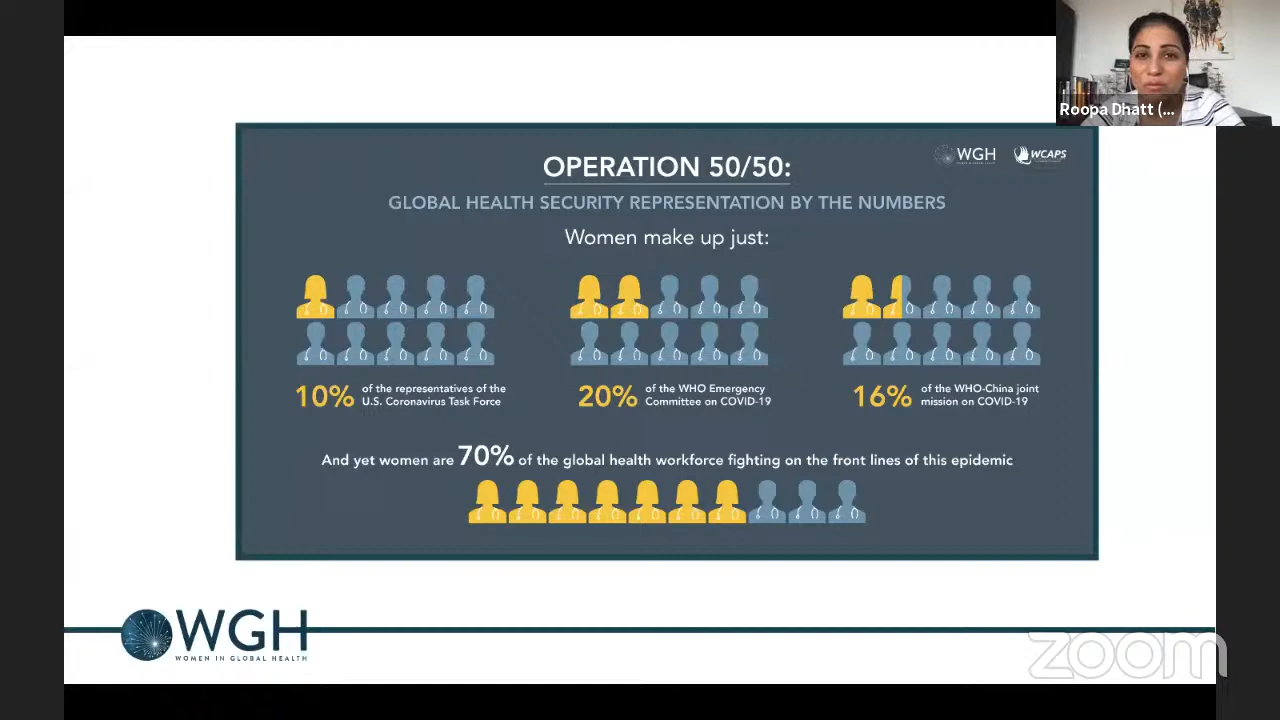 Roopa Dhatt (...
WGH
WCAPS
OPERATION 50/50:
GLOBAL HEALTH SECURITY REPRESENTATION BY THE NUMBERS
Women make up just:
10% of the representatives of the
U.S. Coronavirus Task Force
20% of the WHO Emergency
Committee on COVID-19
16% of the WHO-China joint
mission on COVID-19
And yet women are 70% of the global health workforce fighting on the front lines of this epidemic
WGH
WOMEN IN GLOBAL HEALTH
zoom